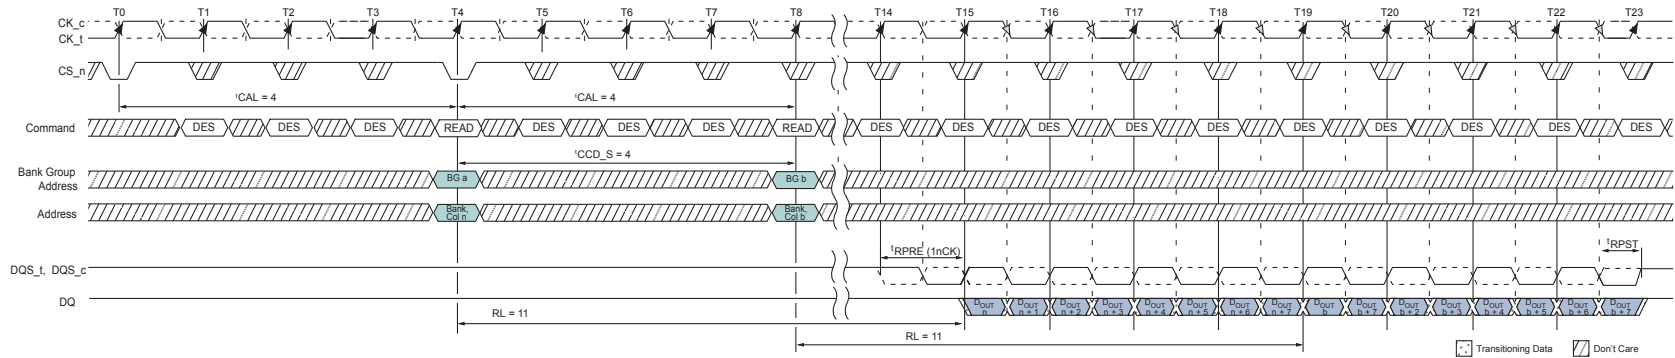 T0 T1 T2 T3 T4 T5 T6 T7 T8 T14 T15 T16 T17 T18 T19 T20 T21 T22 T23
CK_c
CK_t
CS_n
tCAL = 4 tCAL = 4
Command DES DES DES READ DES DES DES READ DES DES DES DES DES DES DES DES DES DES
tCCD_S = 4
Bank Group
Address
BG a BG b
Address
Bank, Bank,
Col n Col b
tRPRE (1nCK) tRPST
DQS_t, DQS_c
DQ
DOUT DOUT DOUT DOUT DOUT DOUT DOUT DOUT DOUT DOUT DOUT DOUT DOUT DOUT DOUT DOUT
n n + 1 n + 2 n + 3 n + 4 n + 5 n + 6 n + 7 b b + 7 b + 2 b + 3 b + 4 b + 5 b + 6 b + 7
RL = 11
RL = 11
Transitioning Data Don't Care